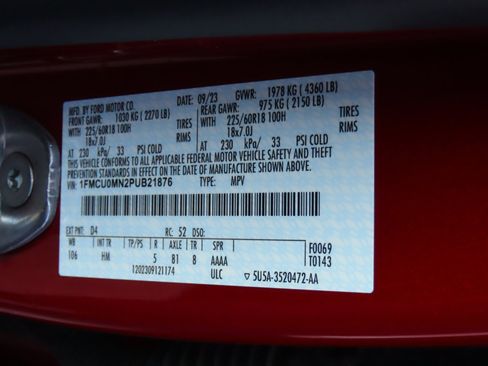 MFD. BY FORD MOTOR CO.
DATE: 09/23 GVWR: 1978 KG ( 4360 LB)
FRONT GAWR: 1030 KG ( 2270 LB) REAR GAWR: 975 KG ( 2150 LB)
WITH 225/60R18 100H TIRES WITH 225/60R18 100H TIRES
18x7.0J RIMS 18x7.0J RIMS
AT 230 kPa/ 33 PSI COLD AT 230 kPa/ 33 PSI COLD
THIS VEHICLE CONFORMS TO ALL APPLICABLE FEDERAL MOTOR VEHICLE SAFETY AND BUMPER
STANDARDS IN EFFECT ON THE DATE OF MANUFACTURE SHOWN ABOVE.
VIN: 1FMCU0MN2PUB21876 TYPE: MPV
EXT PNT: D4 RC: 52 DSO:
WB INT TR TP/PS R AXLE TR SPR F0069
106 HM 5 81 8 AAAA T0143
1202309121174 ULC 5U5A-3520472-AA